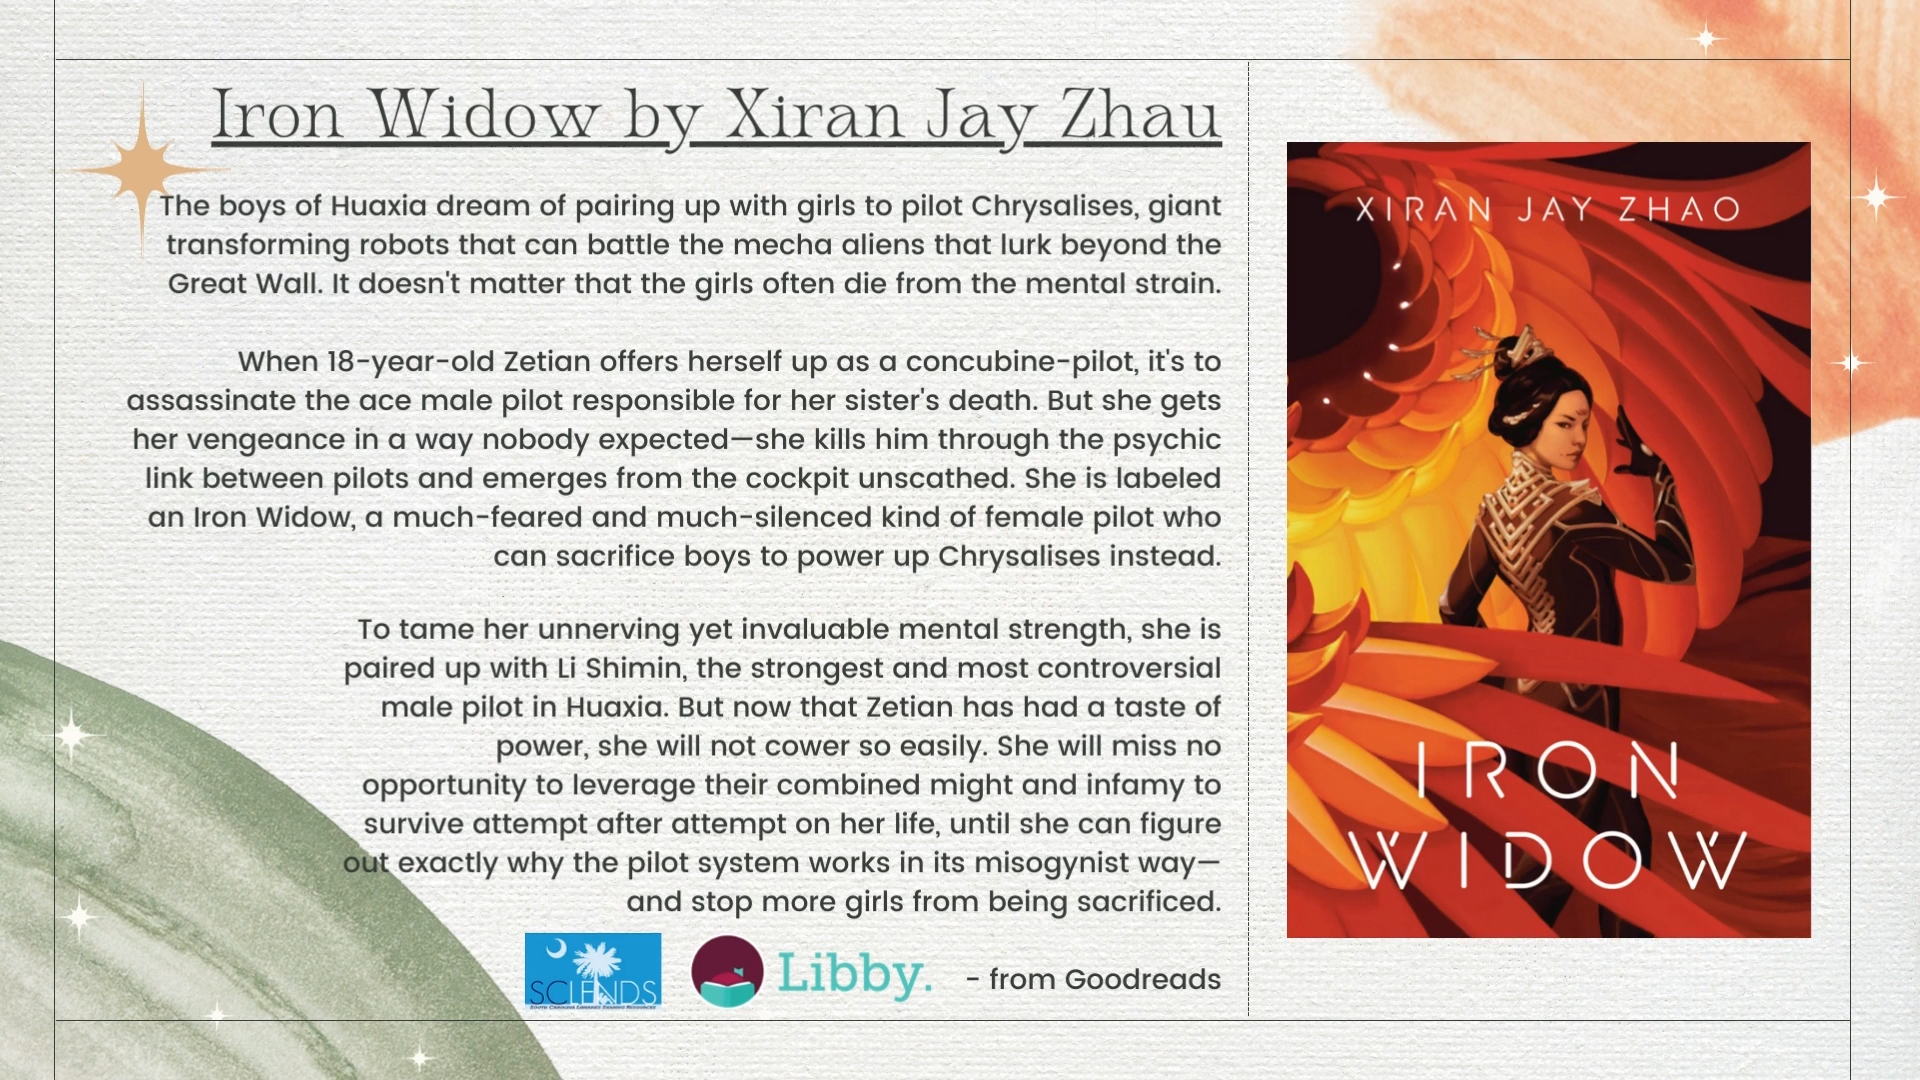 Iron Widow by Xiran Jay Zhau
The boys of Huaxia dream of pairing up with girls to pilot Chrysalises, giant
transforming robots that can battle the mecha aliens that lurk beyond the
Great Wall. It doesn't matter that the girls often die from the mental strain.
When 18-year-old Zetian offers herself up as a concubine-pilot, it's to
assassinate the ace male pilot responsible for her sister's death. But she gets
her vengeance in a way nobody expected—she kills him through the psychic
link between pilots and emerges from the cockpit unscathed. She is labeled
an Iron Widow, a much-feared and much-silenced kind of female pilot who
can sacrifice boys to power up Chrysalises instead.
To tame her unnerving yet invaluable mental strength, she is
paired up with Li Shimin, the strongest and most controversial
male pilot in Huaxia. But now that Zetian has had a taste of
power, she will not cower so easily. She will miss no
opportunity to leverage their combined might and infamy to
survive attempt after attempt on her life, until she can figure
out exactly why the pilot system works in its misogynist way—
and stop more girls from being sacrificed.
SCLENDS
South Carolina Libraries Sharing Resources
Libby.
- from Goodreads
XIRAN JAY ZHAO
IRON
WIDOW